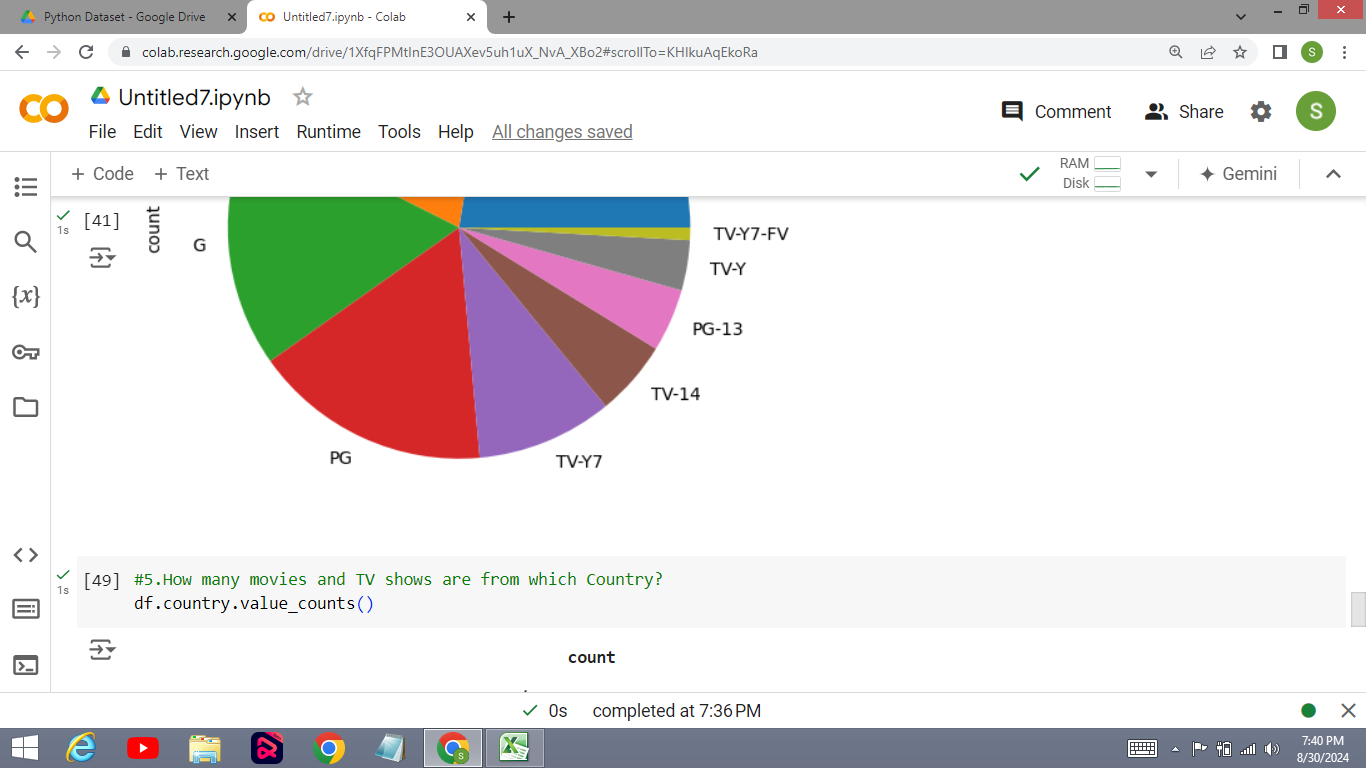 Python Dataset - Google Drive
Untitled7.ipynb - Colab
colab.research.google.com/drive/1XfqFPMtInE3OUAXev5uh1uX_NvA_XBo2#scrollTo=KHIkuAqEkoRa
S
Untitled7.ipynb
Comment
Share
S
File Edit View Insert Runtime Tools Help All changes saved
+ Code + Text
RAM
Disk
Gemini
[41]
1s
count
G
TV-Y7-FV
TV-Y
PG-13
TV-14
PG
TV-Y7
{x}
[49] #5.How many movies and TV shows are from which Country?
1s
df.country.value_counts()
count
0s completed at 7:36 PM
S
7:40 PM
8/30/2024